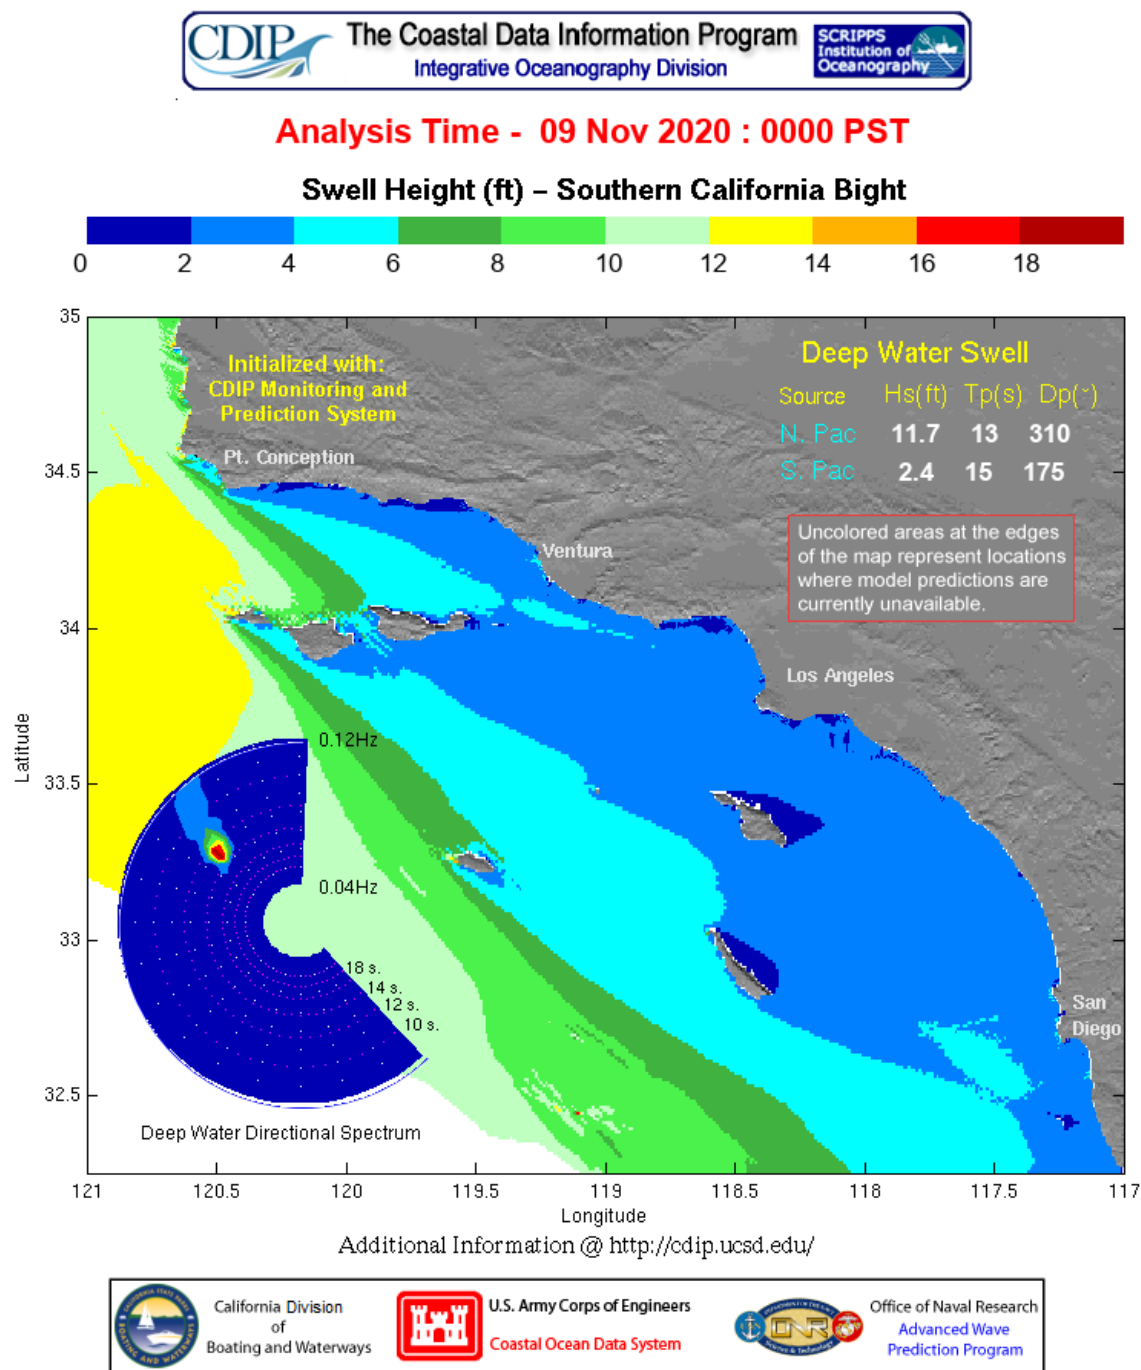 CDIP
The Coastal Data Information Program
Integrative Oceanography Division
SCRIPPS
Institution of
Oceanography
Analysis Time - 09 Nov 2020 : 0000 PST
Swell Height (ft) – Southern California Bight
0 2 4 6 8 10 12 14 16 18
35
34.5
34
33.5
33
32.5
Latitude
Initialized with:
CDIP Monitoring and
Prediction System
Deep Water Swell
Source Hs(ft) Tp(s) Dp(˜)
N. Pac 11.7 13 310
S. Pac 2.4 15 175
Uncolored areas at the edges
of the map represent locations
where model predictions are
currently unavailable.
Pt. Conception
Ventura
Los Angeles
San
Diego
0.12Hz
0.04Hz
18 s.
14 s.
12 s.
10 s.
Deep Water Directional Spectrum
121 120.5 120 119.5 119 118.5 118 117.5 117
Longitude
Additional Information @ http://cdip.ucsd.edu/
California Division
of
Boating and Waterways
U.S. Army Corps of Engineers
Coastal Ocean Data System
ONR
Office of Naval Research
Advanced Wave
Prediction Program